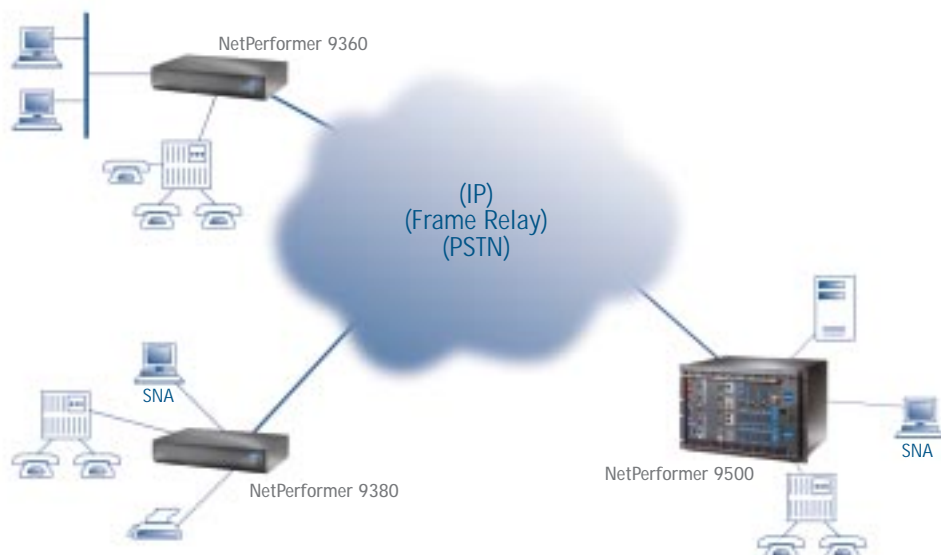 NetPerformer 9360
(IP)
(Frame Relay)
(PSTN)
SNA
SNA
NetPerformer 9380
NetPerformer 9500